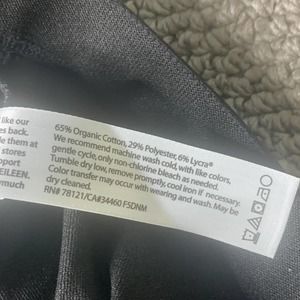 like our
es back.
le them at
stores
pport
EILEEN.
much
65% Organic Cotton, 29% Polyester, 6% Lycra®
We recommend machine wash cold with like colors,
gentle cycle, only non-chlorine bleach as needed.
Tumble dry low, remove promptly, cool iron if necessary.
Color transfer may occur with wearing and wash. May be
dry cleaned.
RN# 78121/CA#34460 FSDNM